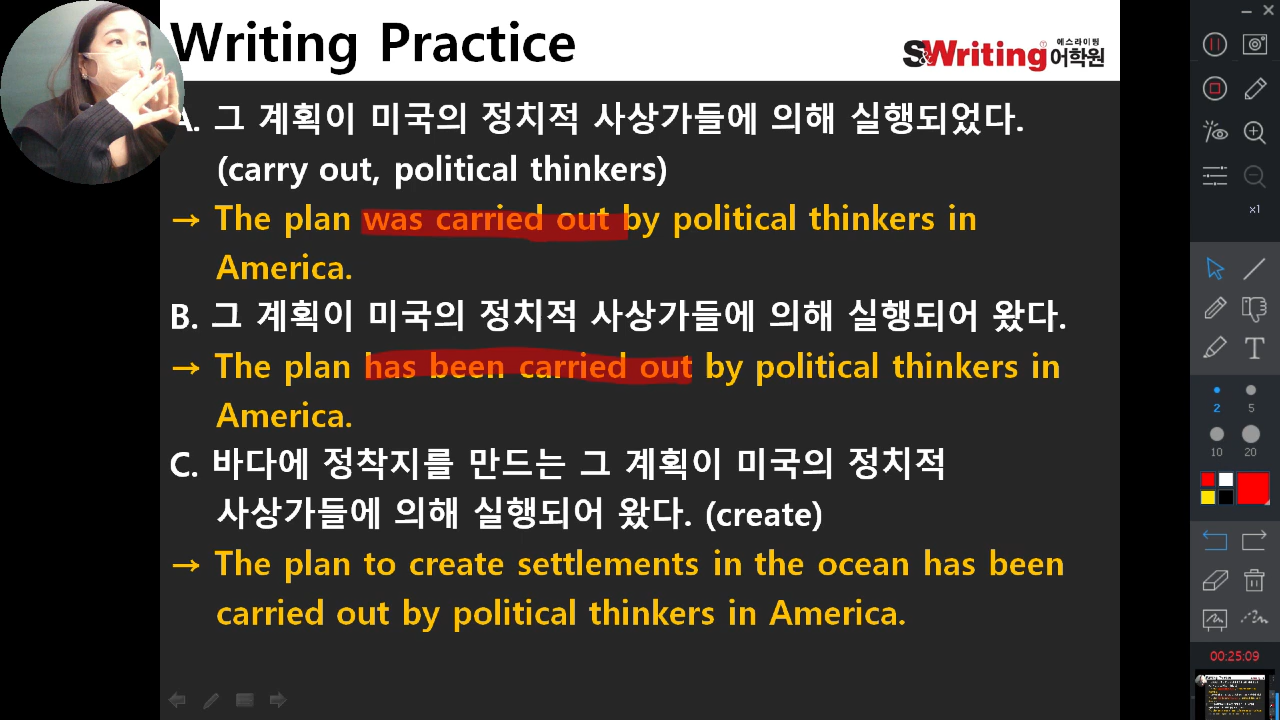 Writing Practice
S&Writing 에스라이팅 어학원
A. 그 계획이 미국의 정치적 사상가들에 의해 실행되었다.
(carry out, political thinkers)
→ The plan was carried out by political thinkers in
America.
B. 그 계획이 미국의 정치적 사상가들에 의해 실행되어 왔다.
→ The plan has been carried out by political thinkers in
America.
C. 바다에 정착지를 만드는 그 계획이 미국의 정치적
사상가들에 의해 실행되어 왔다. (create)
→ The plan to create settlements in the ocean has been
carried out by political thinkers in America.
x1
T
2 5
10 20
00:25:09